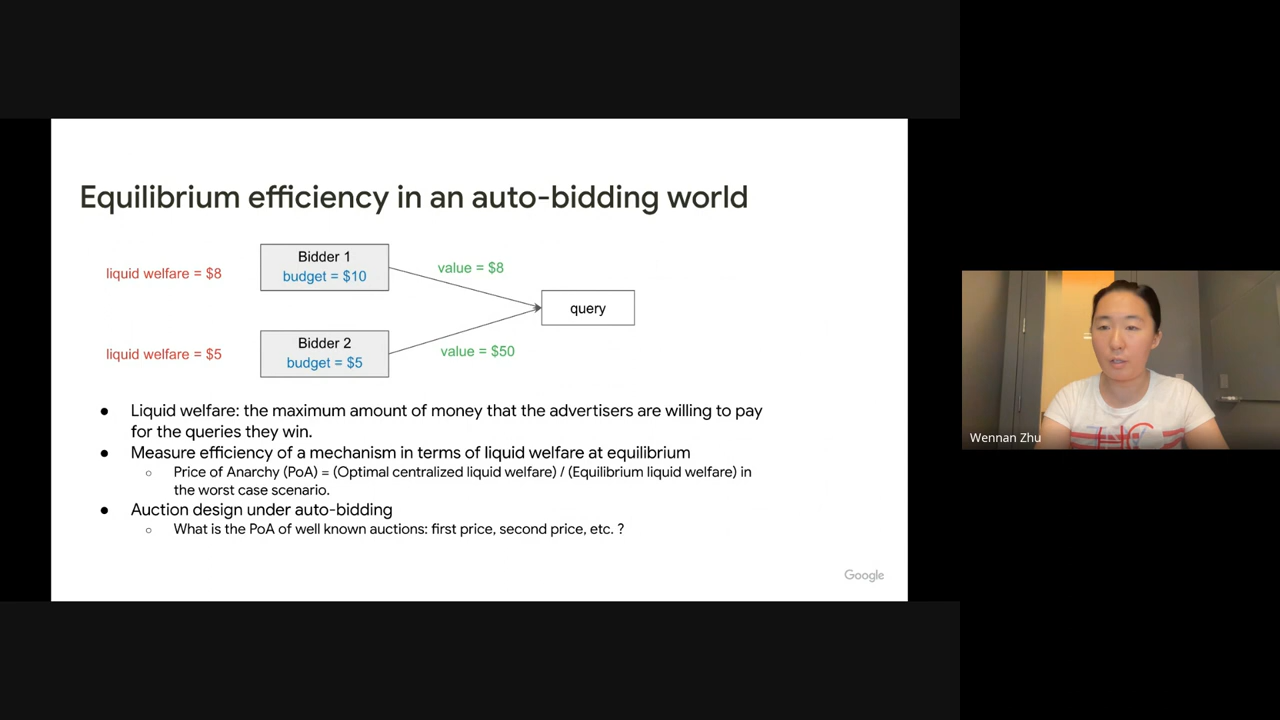 Equilibrium efficiency in an auto-bidding world
liquid welfare = $8
Bidder 1
budget = $10
value = $8
query
liquid welfare = $5
Bidder 2
budget = $5
value = $50
● Liquid welfare: the maximum amount of money that the advertisers are willing to pay
for the queries they win.
● Measure efficiency of a mechanism in terms of liquid welfare at equilibrium
○ Price of Anarchy (PoA) = (Optimal centralized liquid welfare) / (Equilibrium liquid welfare) in
the worst case scenario.
● Auction design under auto-bidding
○ What is the PoA of well known auctions: first price, second price, etc. ?
Google
Wennan Zhu